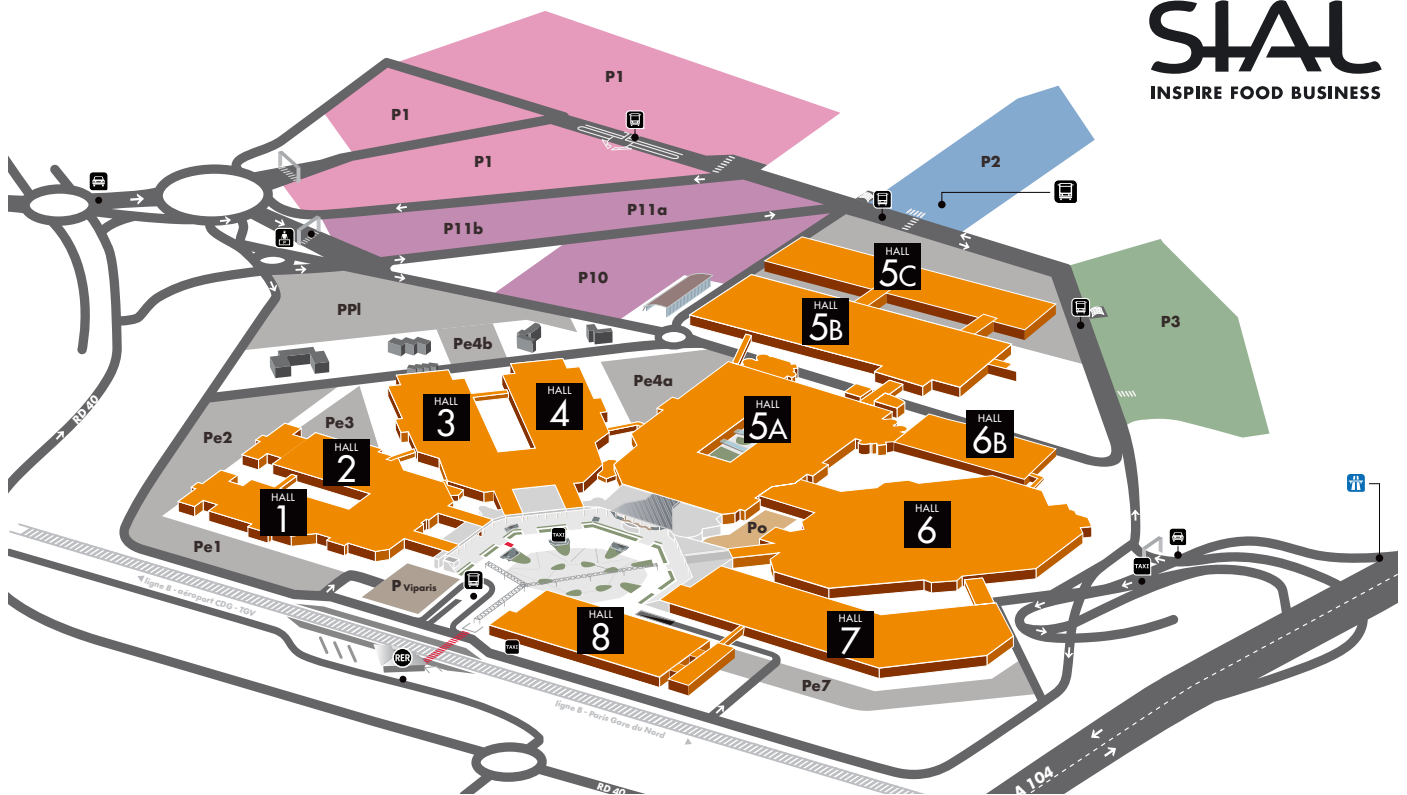 SIAL
INSPIRE FOOD BUSINESS
P1
P1
P1
P2
P11a
P11b
P10
P3
PPl
Pe4b
Pe4a
Pe3
Pe2
Pe1
HALL
5C
HALL
5B
HALL
5A
HALL
6B
HALL
6
HALL
7
HALL
8
HALL
4
HALL
3
HALL
2
HALL
1
Po
P Viparis
Pe7
TAXI
TAXI
TAXI
RER
RD 40
ligne B - aéroport CDG - TGV
ligne B - Paris Gare du Nord
RD 40
A 104